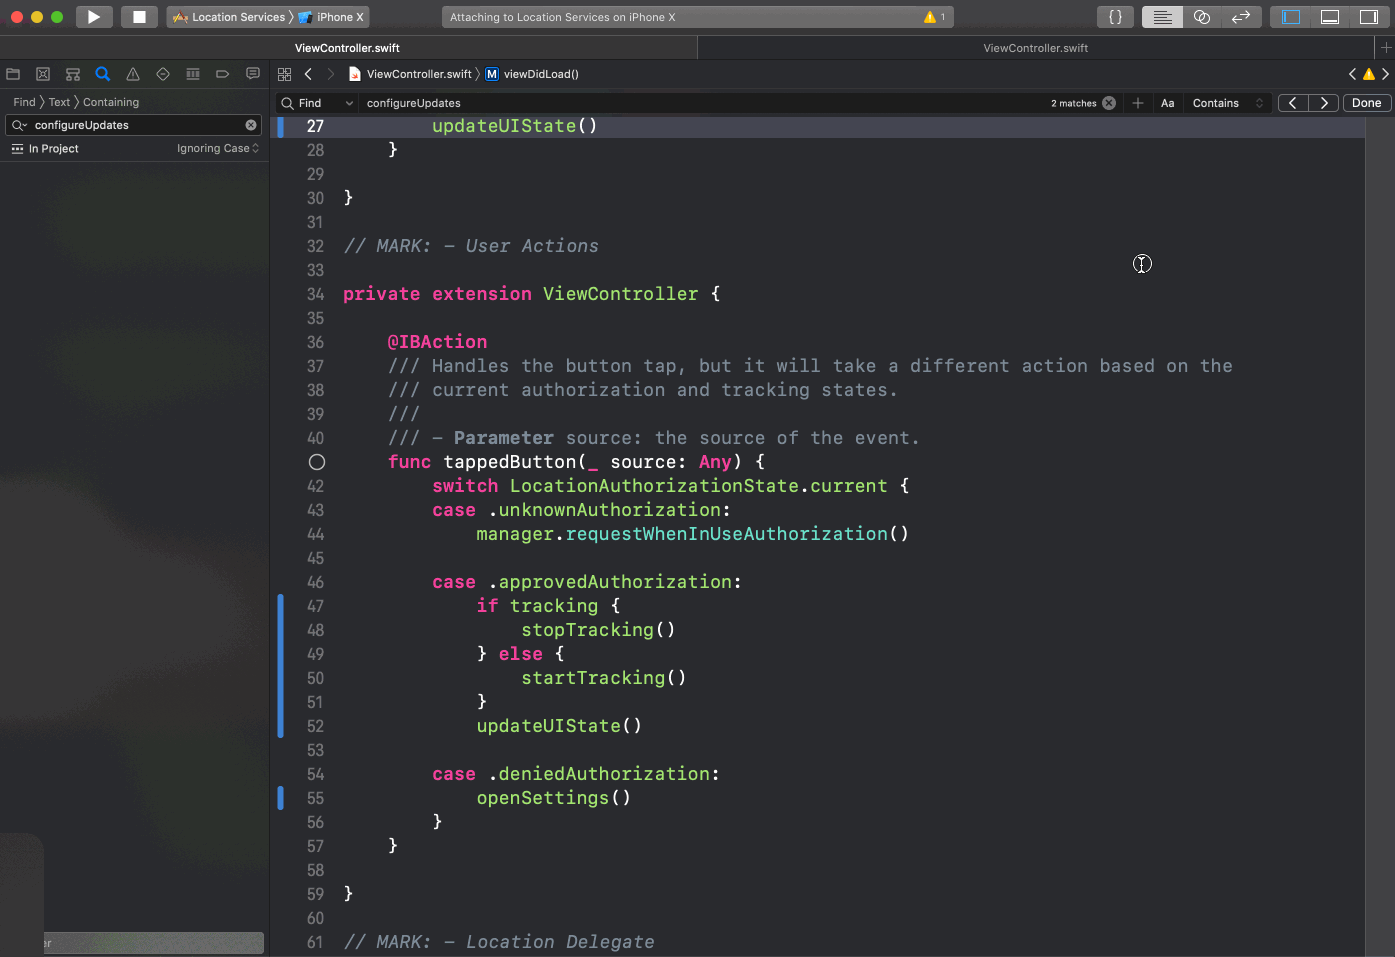 Location Services 〉 iPhone X
Attaching to Location Services on iPhone X
1
{ }
ViewController.swift
ViewController.swift
ViewController.swift 〉 M viewDidLoad()
Find 〉 Text 〉 Containing
Find
configureUpdates
2 matches
Aa
Contains
Done
configureUpdates
In Project
Ignoring Case
27 updateUIState()
28 }
29
30 }
31
32 // MARK: – User Actions
33
34 private extension ViewController {
35
36 @IBAction
37 /// Handles the button tap, but it will take a different action based on the
38 /// current authorization and tracking states.
39 ///
40 /// – Parameter source: the source of the event.
func tappedButton(_ source: Any) {
42 switch LocationAuthorizationState.current {
43 case .unknownAuthorization:
44 manager.requestWhenInUseAuthorization()
45
46 case .approvedAuthorization:
47 if tracking {
48 stopTracking()
49 } else {
50 startTracking()
51 }
52 updateUIState()
53
54 case .deniedAuthorization:
55 openSettings()
56 }
57 }
58
59 }
60
61 // MARK: – Location Delegate